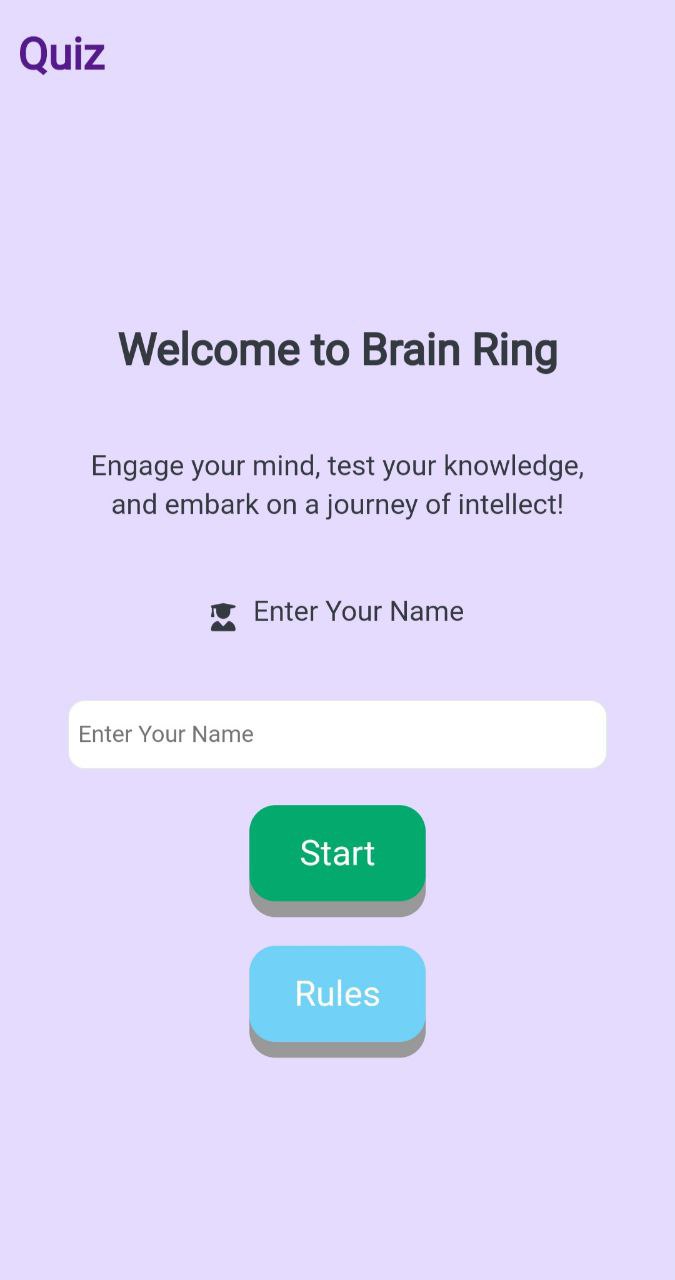 Quiz
Welcome to Brain Ring
Engage your mind, test your knowledge,
and embark on a journey of intellect!
Enter Your Name
Enter Your Name
Start
Rules